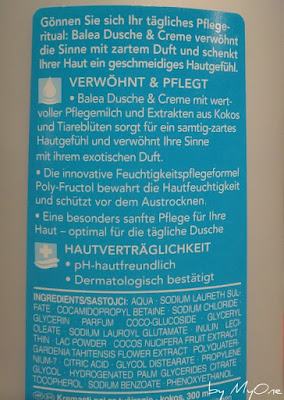 Gönnen Sie sich Ihr tägliches Pflege-
ritual: Balea Dusche & Creme verwöhnt
die Sinne mit zartem Duft und schenkt
Ihrer Haut ein geschmeidiges Hautgefühl.
VERWÖHNT & PFLEGT
• Balea Dusche & Creme mit wert-
voller Pflegemilch und Extrakten aus Kokos
und Tiareblüten sorgt für ein samtig-zartes
Hautgefühl und verwöhnt Ihre Sinne
mit ihrem exotischen Duft.
• Die innovative Feuchtigkeitspflegeformel
Poly-Fructol bewahrt die Hautfeuchtigkeit
und schützt vor dem Austrocknen.
• Eine besonders sanfte Pflege für Ihre
Haut – optimal für die tägliche Dusche
HAUTVERTRÄGLICHKEIT
• pH-hautfreundlich
• Dermatologisch bestätigt
INGREDIENTS/SASTOJCI: AQUA · SODIUM LAURETH SUL-
FATE · COCAMIDOPROPYL BETAINE · SODIUM CHLORIDE ·
GLYCERIN · PARFUM · COCO-GLUCOSIDE · GLYCERYL
OLEATE · SODIUM LAUROYL GLUTAMATE · INULIN · LECI-
THIN · LAC POWDER · COCOS NUCIFERA FRUIT EXTRACT ·
GARDENIA TAHITENSIS FLOWER EXTRACT · POLYQUATER-
NIUM-7 · CITRIC ACID · GLYCOL DISTEARATE · PROPYLENE
GLYCOL · HYDROGENATED PALM GLYCERIDES CITRATE ·
TOCOPHEROL · SODIUM BENZOATE · PHENOXYETHANOL
kokos, 300 ml
by MyOne